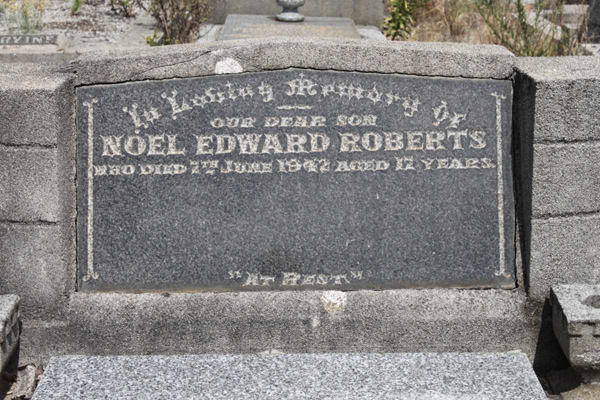 In Loving Memory Of
OUR DEAR SON
NOEL EDWARD ROBERTS
WHO DIED 7TH JUNE 1942 AGED 17 YEARS.
"AT REST"